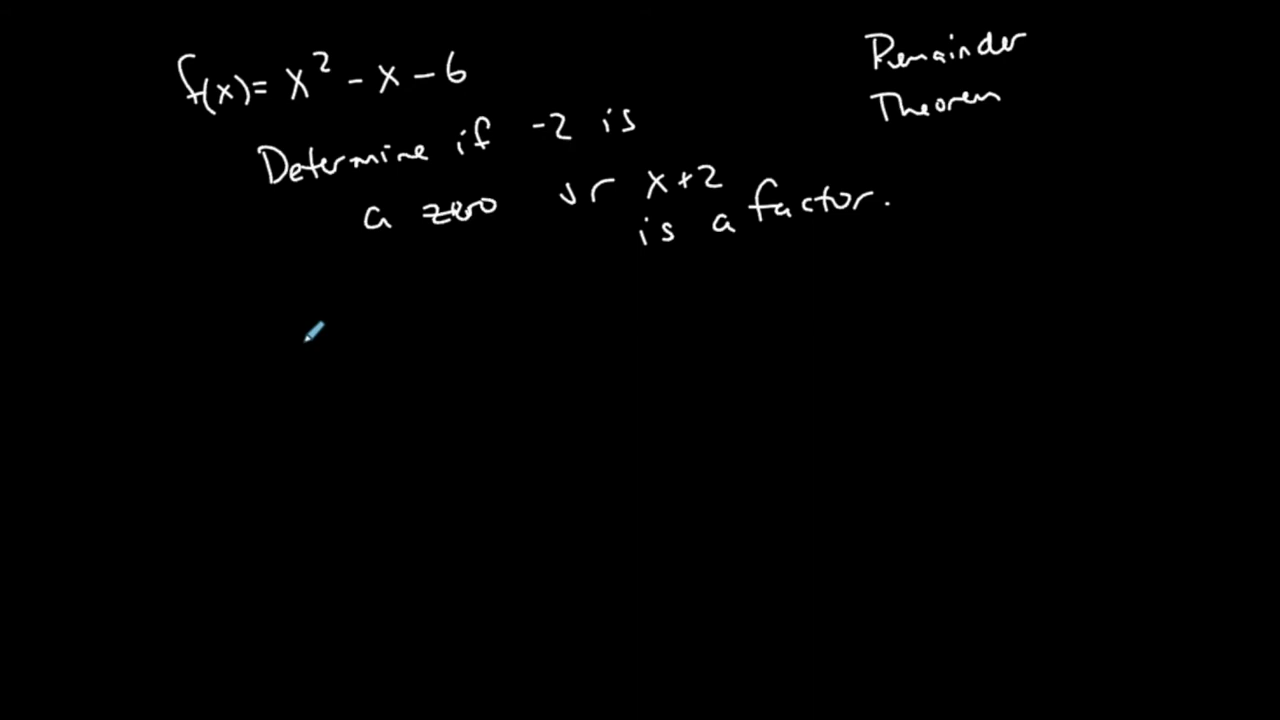 f(x) = x² - x - 6
Remainder
Theorem
Determine if -2 is
a zero or x+2
is a factor.